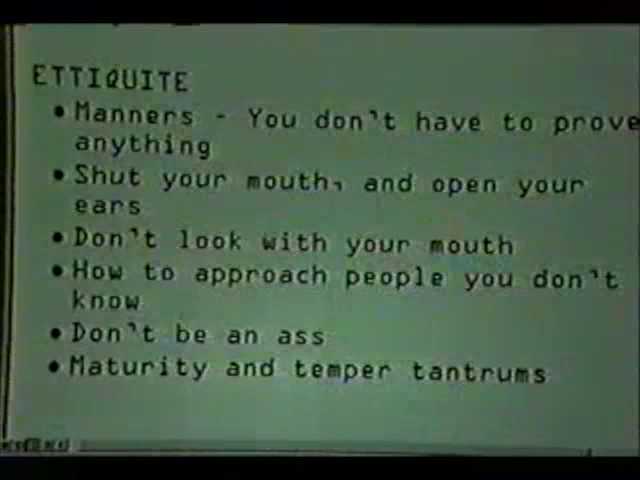 ETTIQUITE
•Manners - You don't have to prove
anything
•Shut your mouth, and open your
ears
•Don't look with your mouth
•How to approach people you don't
know
•Don't be an ass
•Maturity and temper tantrums